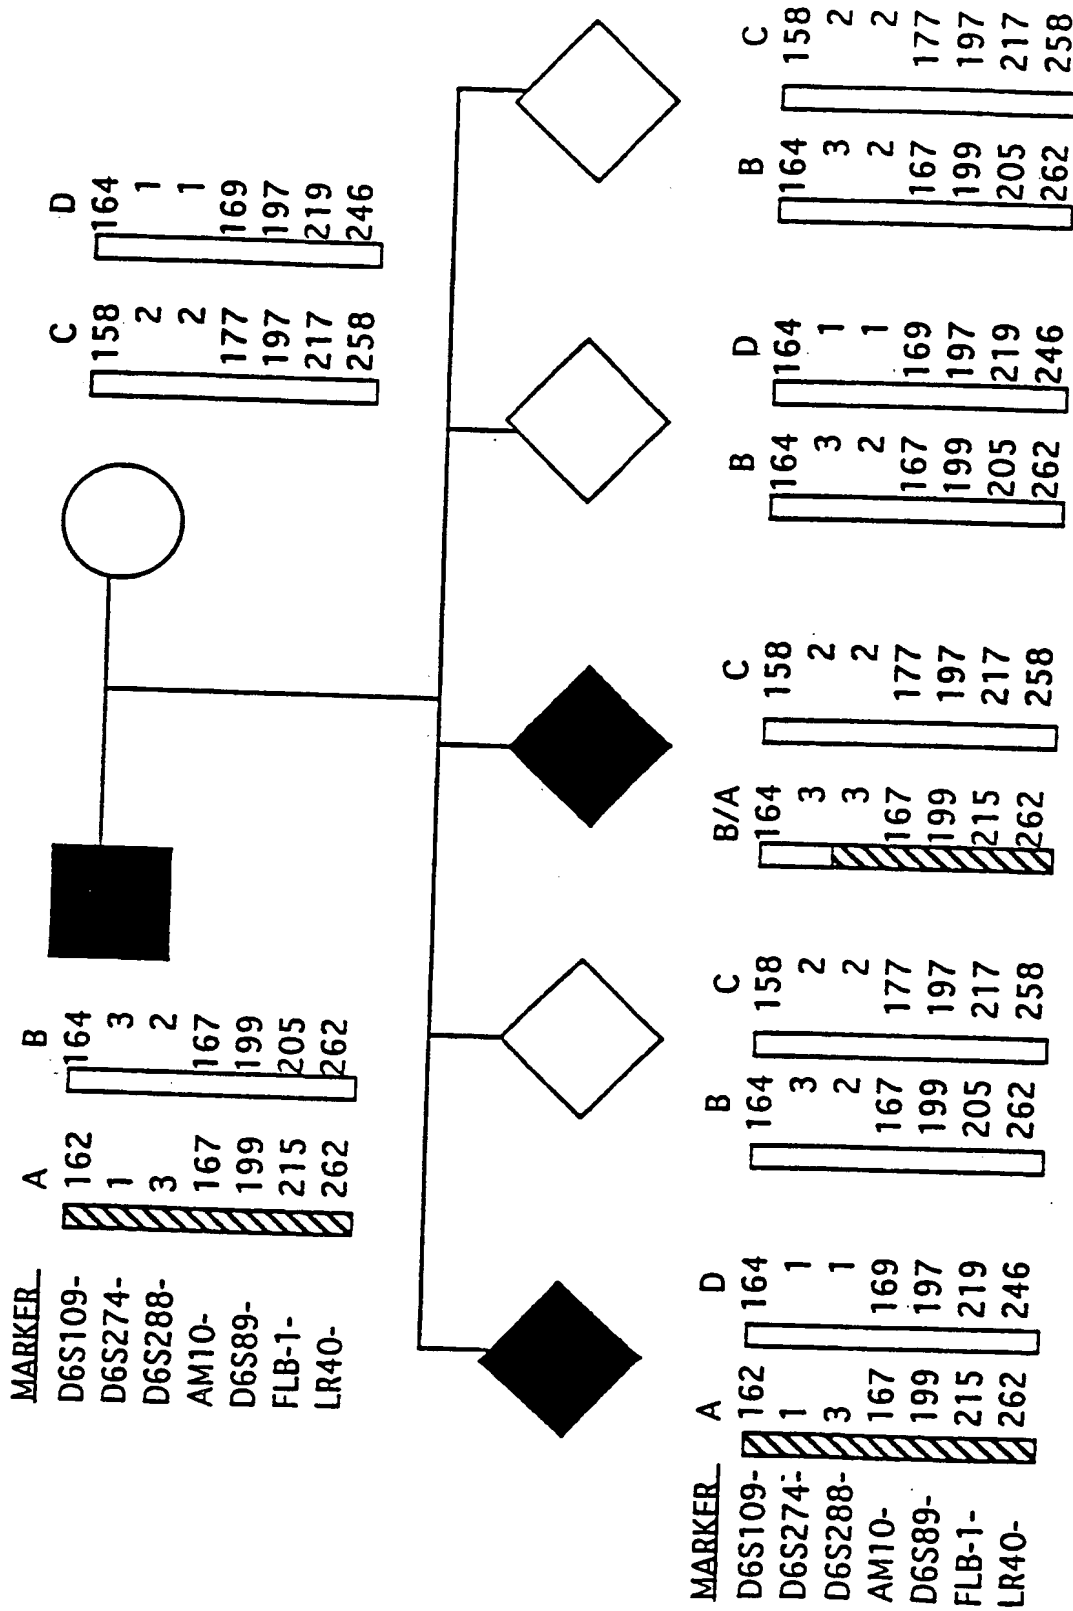 MARKER A B C D
D6S109- 162 164 158 164
D6S274- 1 3 2 1
D6S288- 3 2 2 1
AM10- 167 167 177 169
D6S89- 199 199 197 197
FLB-1- 215 205 217 219
LR40- 262 262 258 246
MARKER A D B C B/A C B D B C
D6S109- 162 164 164 158 164 158 164 164 164 158
D6S274- 1 1 3 2 3 2 3 1 3 2
D6S288- 3 1 2 2 3 2 2 1 2 2
AM10- 167 169 167 177 167 177 167 169 167 177
D6S89- 199 197 199 197 199 197 199 197 199 197
FLB-1- 215 219 205 217 215 217 205 219 205 217
LR40- 262 246 262 258 262 258 262 246 262 258